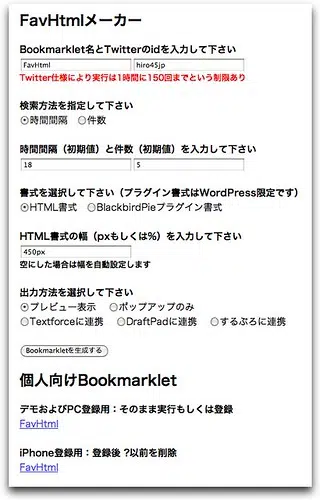 FavHtmlメーカー
Bookmarklet名とTwitterのidを入力して下さい
FavHtml hiro45jp
Twitter仕様により実行は1時間に150回までという制限あり
検索方法を指定して下さい
時間間隔 件数
時間間隔（初期値）と件数（初期値）を入力して下さい
18 5
書式を選択して下さい（プラグイン書式はWordPress限定です）
HTML書式 BlackbirdPieプラグイン書式
HTML書式の幅（pxもしくは%）を入力して下さい
450px
空にした場合は幅を自動設定します
出力方法を選択して下さい
プレビュー表示 ポップアップのみ
Textforceに連携 DraftPadに連携 するぷろに連携
Bookmarkletを生成する
個人向けBookmarklet
デモおよびPC登録用：そのまま実行もしくは登録
FavHtml
iPhone登録用：登録後 ?以前を削除
FavHtml